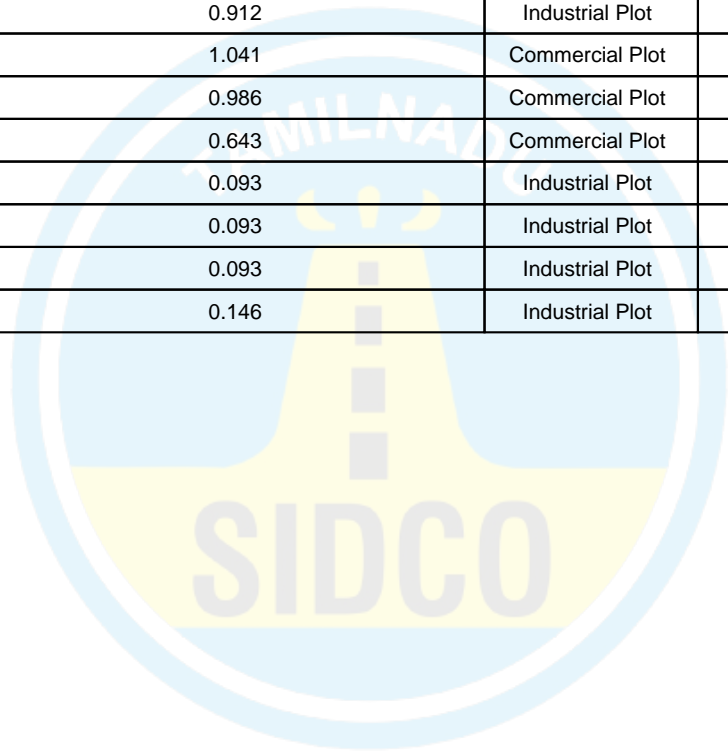 0.912 Industrial Plot
1.041 Commercial Plot
0.986 Commercial Plot
0.643 Commercial Plot
0.093 Industrial Plot
0.093 Industrial Plot
0.093 Industrial Plot
0.146 Industrial Plot
TAMILNADU
SIDCO